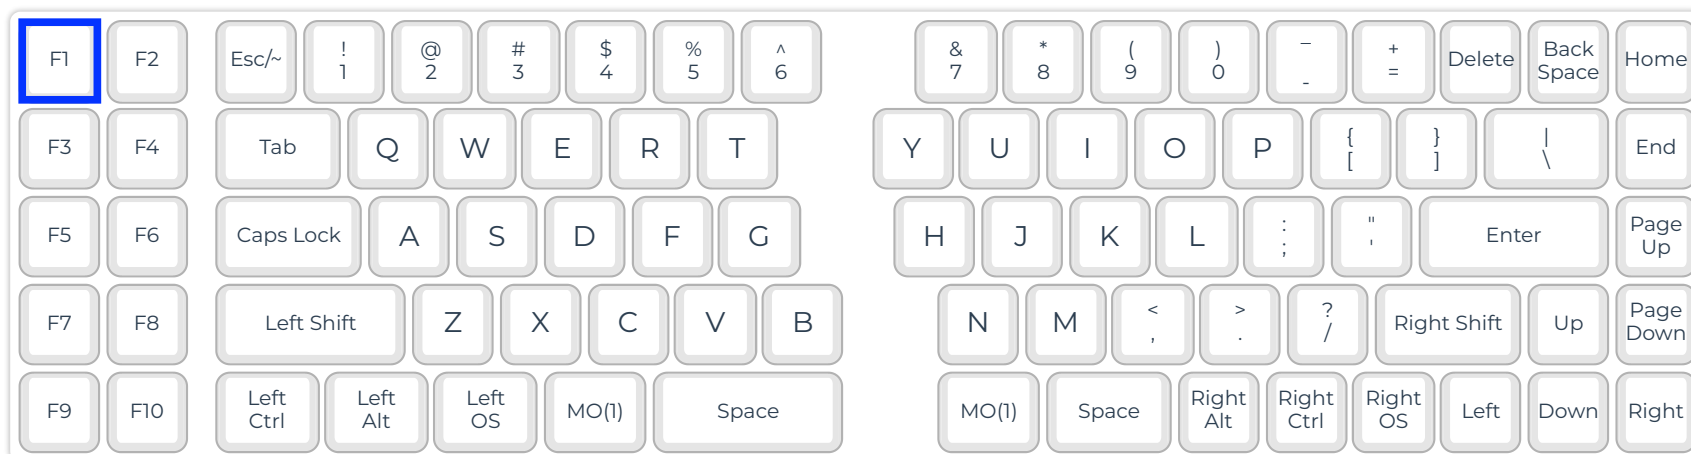 F1 F2 Esc/~ ! @ # $ % ^ & * ( ) _ + Delete Back Home
1 2 3 4 5 6 7 8 9 0 - = Space
F3 F4 Tab Q W E R T Y U I O P { } | End
[ ] \
F5 F6 Caps Lock A S D F G H J K L : " Enter Page
; ' Up
F7 F8 Left Shift Z X C V B N M < > ? Right Shift Up Page
, . / Down
F9 F10 Left Left Left MO(1) Space MO(1) Space Right Right Right Left Down Right
Ctrl Alt OS Alt Ctrl OS